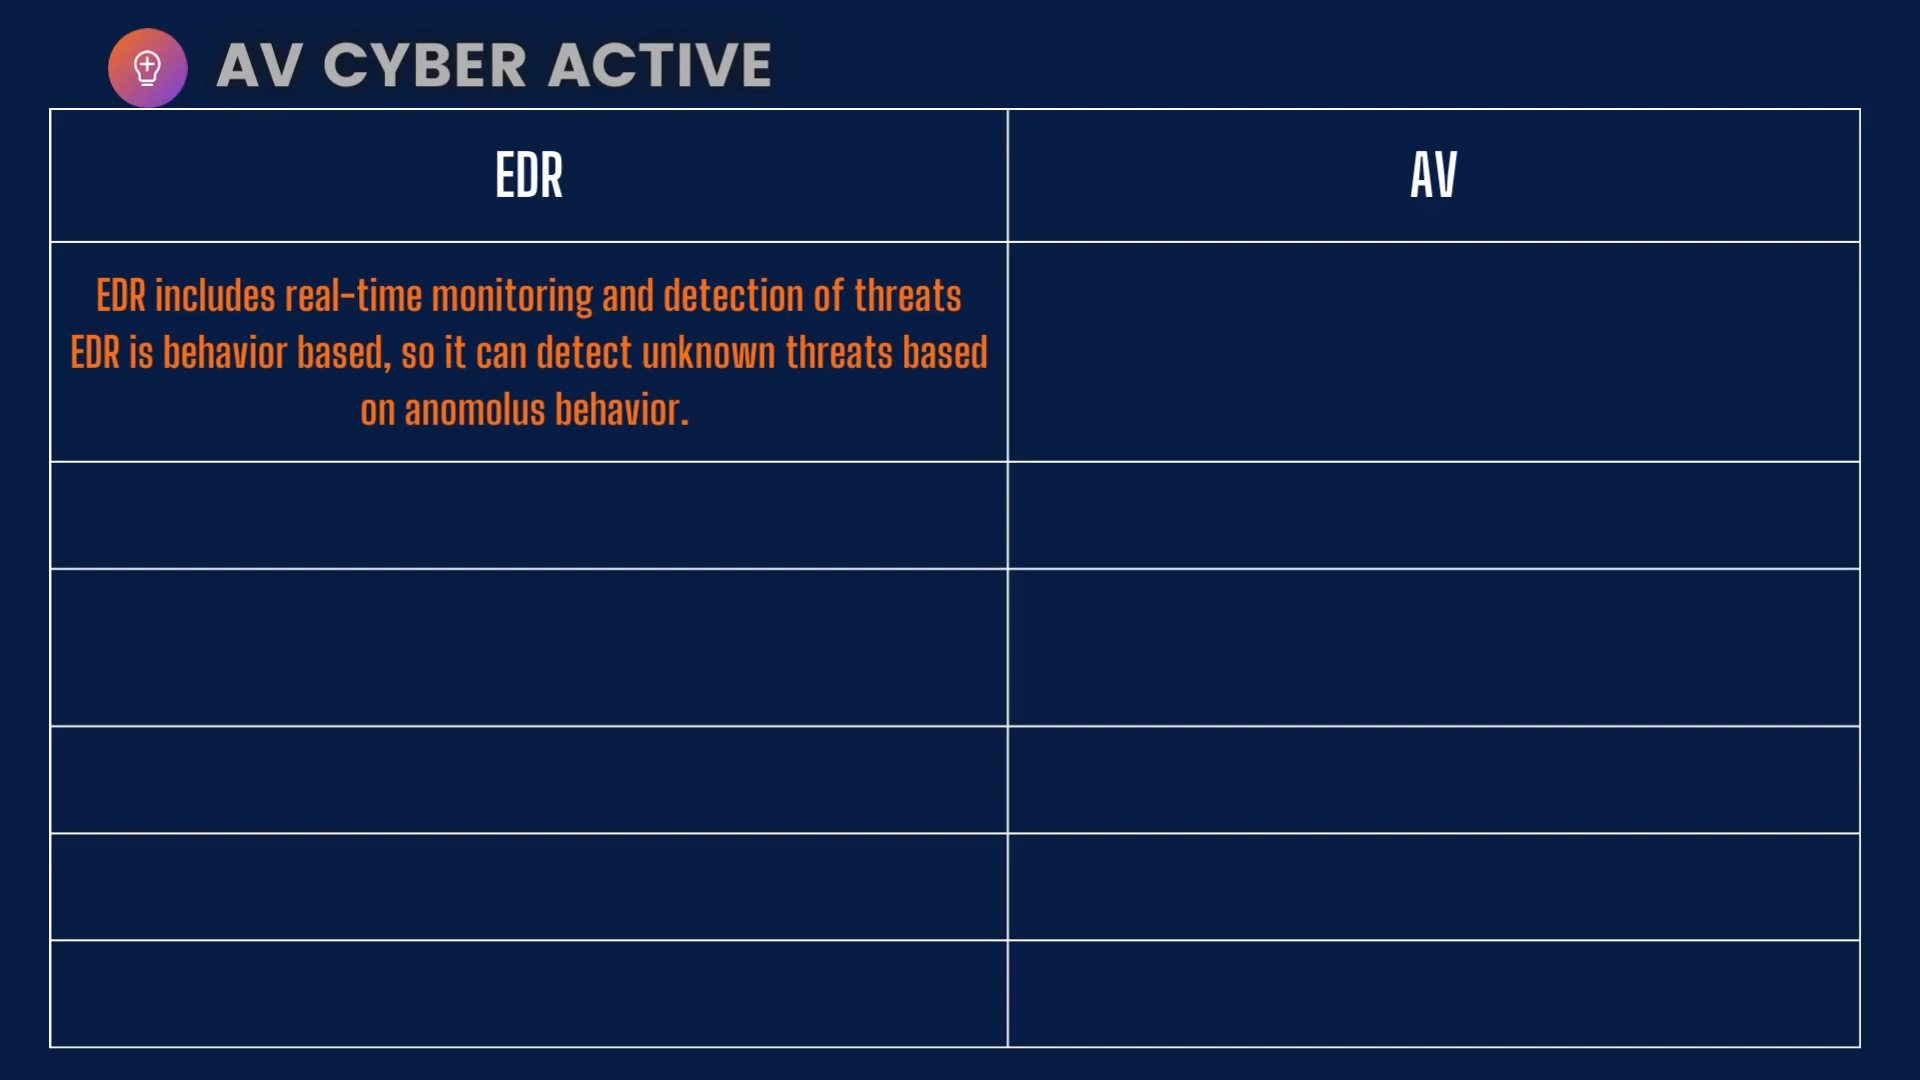 AV CYBER ACTIVE
EDR
AV
EDR includes real-time monitoring and detection of threats
EDR is behavior based, so it can detect unknown threats based
on anomolus behavior.